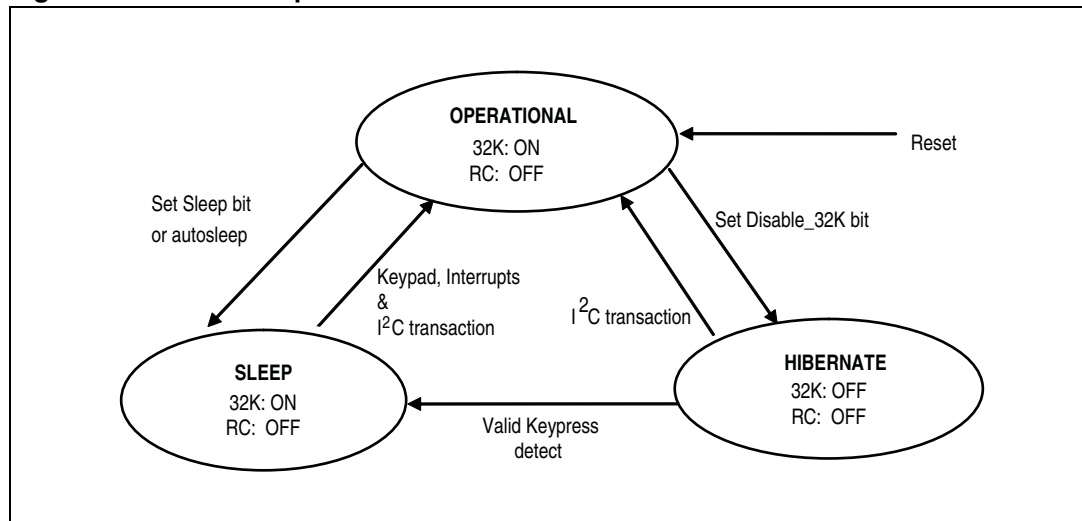 OPERATIONAL
32K: ON
RC: OFF
Reset
Set Sleep bit
or autosleep
Set Disable_32K bit
Keypad, Interrupts
&
I²C transaction
I²C transaction
SLEEP
32K: ON
RC: OFF
HIBERNATE
32K: OFF
RC: OFF
Valid Keypress
detect